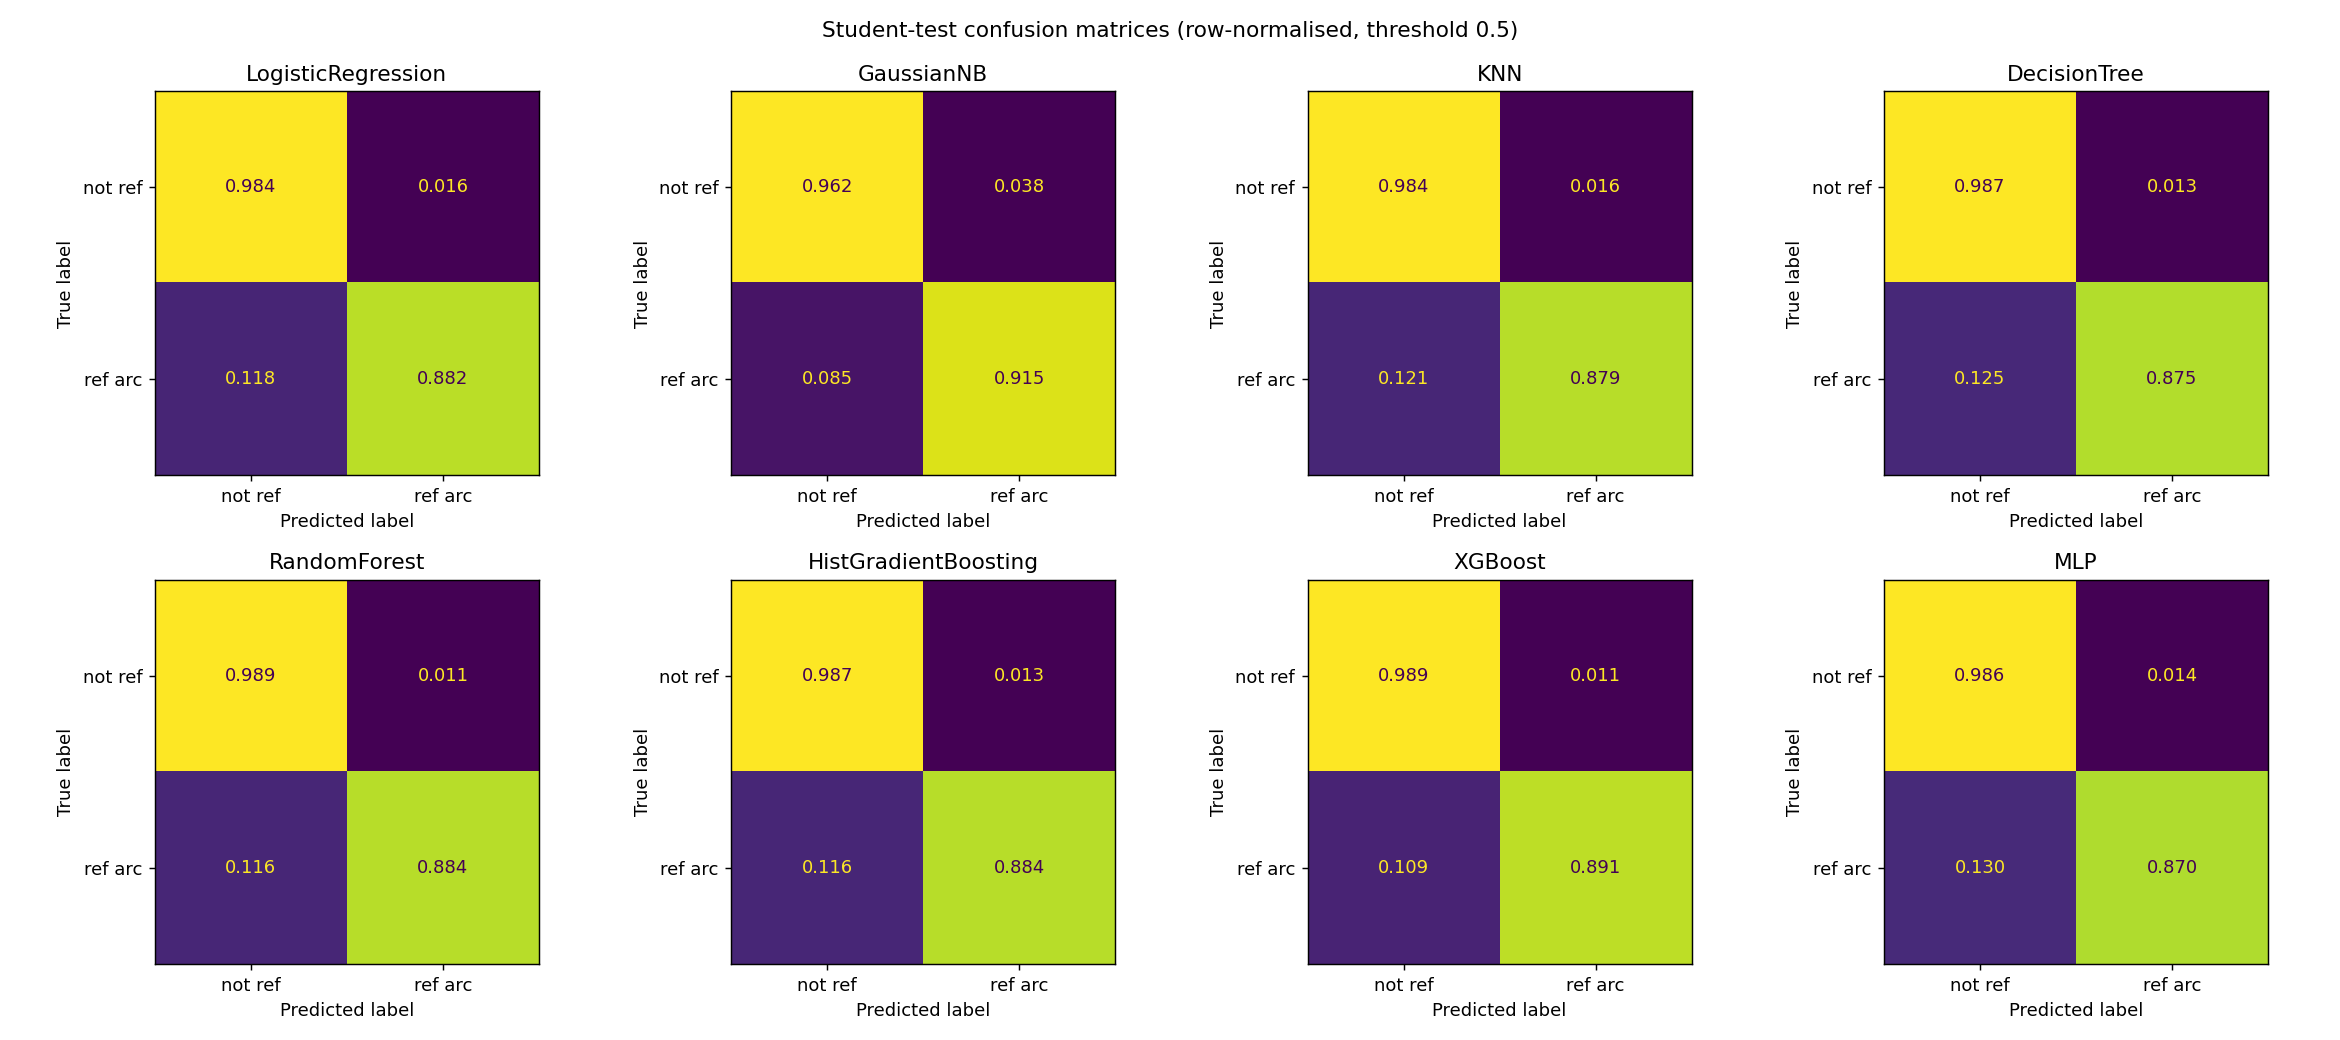 Student-test confusion matrices (row-normalised, threshold 0.5)
LogisticRegression
True label
not ref
0.984
0.016
ref arc
0.118
0.882
not ref
ref arc
Predicted label
GaussianNB
True label
not ref
0.962
0.038
ref arc
0.085
0.915
not ref
ref arc
Predicted label
KNN
True label
not ref
0.984
0.016
ref arc
0.121
0.879
not ref
ref arc
Predicted label
DecisionTree
True label
not ref
0.987
0.013
ref arc
0.125
0.875
not ref
ref arc
Predicted label
RandomForest
True label
not ref
0.989
0.011
ref arc
0.116
0.884
not ref
ref arc
Predicted label
HistGradientBoosting
True label
not ref
0.987
0.013
ref arc
0.116
0.884
not ref
ref arc
Predicted label
XGBoost
True label
not ref
0.989
0.011
ref arc
0.109
0.891
not ref
ref arc
Predicted label
MLP
True label
not ref
0.986
0.014
ref arc
0.130
0.870
not ref
ref arc
Predicted label